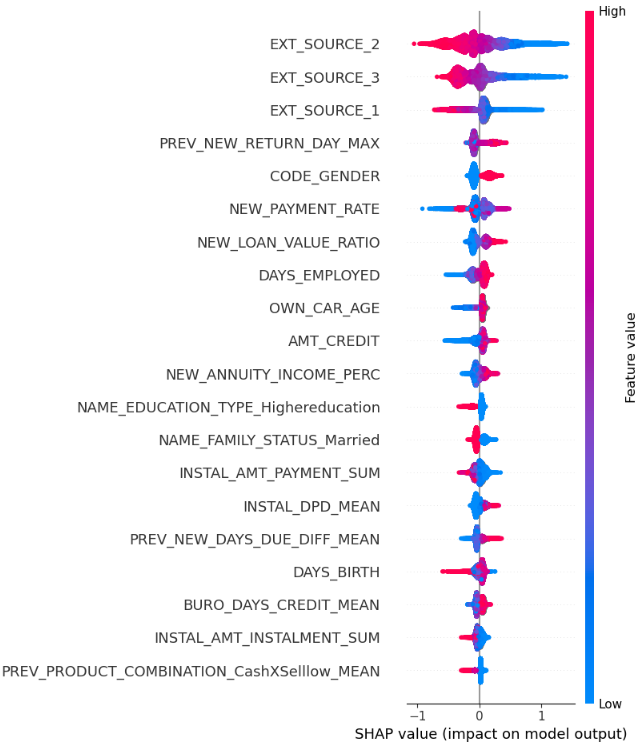 High
EXT_SOURCE_2
EXT_SOURCE_3
EXT_SOURCE_1
PREV_NEW_RETURN_DAY_MAX
CODE_GENDER
NEW_PAYMENT_RATE
NEW_LOAN_VALUE_RATIO
DAYS_EMPLOYED
OWN_CAR_AGE
AMT_CREDIT
NEW_ANNUITY_INCOME_PERC
NAME_EDUCATION_TYPE_Highereducation
NAME_FAMILY_STATUS_Married
INSTAL_AMT_PAYMENT_SUM
INSTAL_DPD_MEAN
PREV_NEW_DAYS_DUE_DIFF_MEAN
DAYS_BIRTH
BURO_DAYS_CREDIT_MEAN
INSTAL_AMT_INSTALMENT_SUM
PREV_PRODUCT_COMBINATION_CashXSelllow_MEAN
Feature value
Low
−1 0 1
SHAP value (impact on model output)